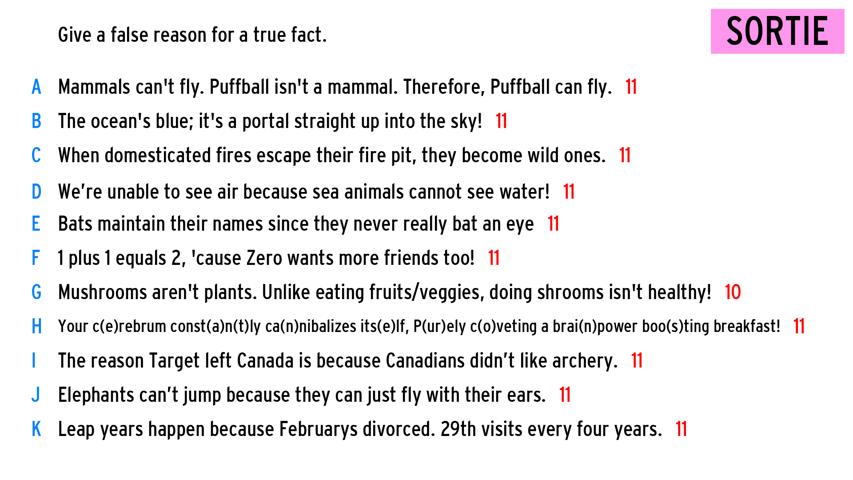 Give a false reason for a true fact.
SORTIE
A Mammals can't fly. Puffball isn't a mammal. Therefore, Puffball can fly. 11
B The ocean's blue; it's a portal straight up into the sky! 11
C When domesticated fires escape their fire pit, they become wild ones. 11
D We’re unable to see air because sea animals cannot see water! 11
E Bats maintain their names since they never really bat an eye 11
F 1 plus 1 equals 2, 'cause Zero wants more friends too! 11
G Mushrooms aren't plants. Unlike eating fruits/veggies, doing shrooms isn't healthy! 10
H Your c(e)rebrum const(a)n(t)ly ca(n)nibalizes its(e)lf, P(ur)ely c(o)veting a brai(n)power boo(s)ting breakfast! 11
I The reason Target left Canada is because Canadians didn’t like archery. 11
J Elephants can’t jump because they can just fly with their ears. 11
K Leap years happen because Februarys divorced. 29th visits every four years. 11